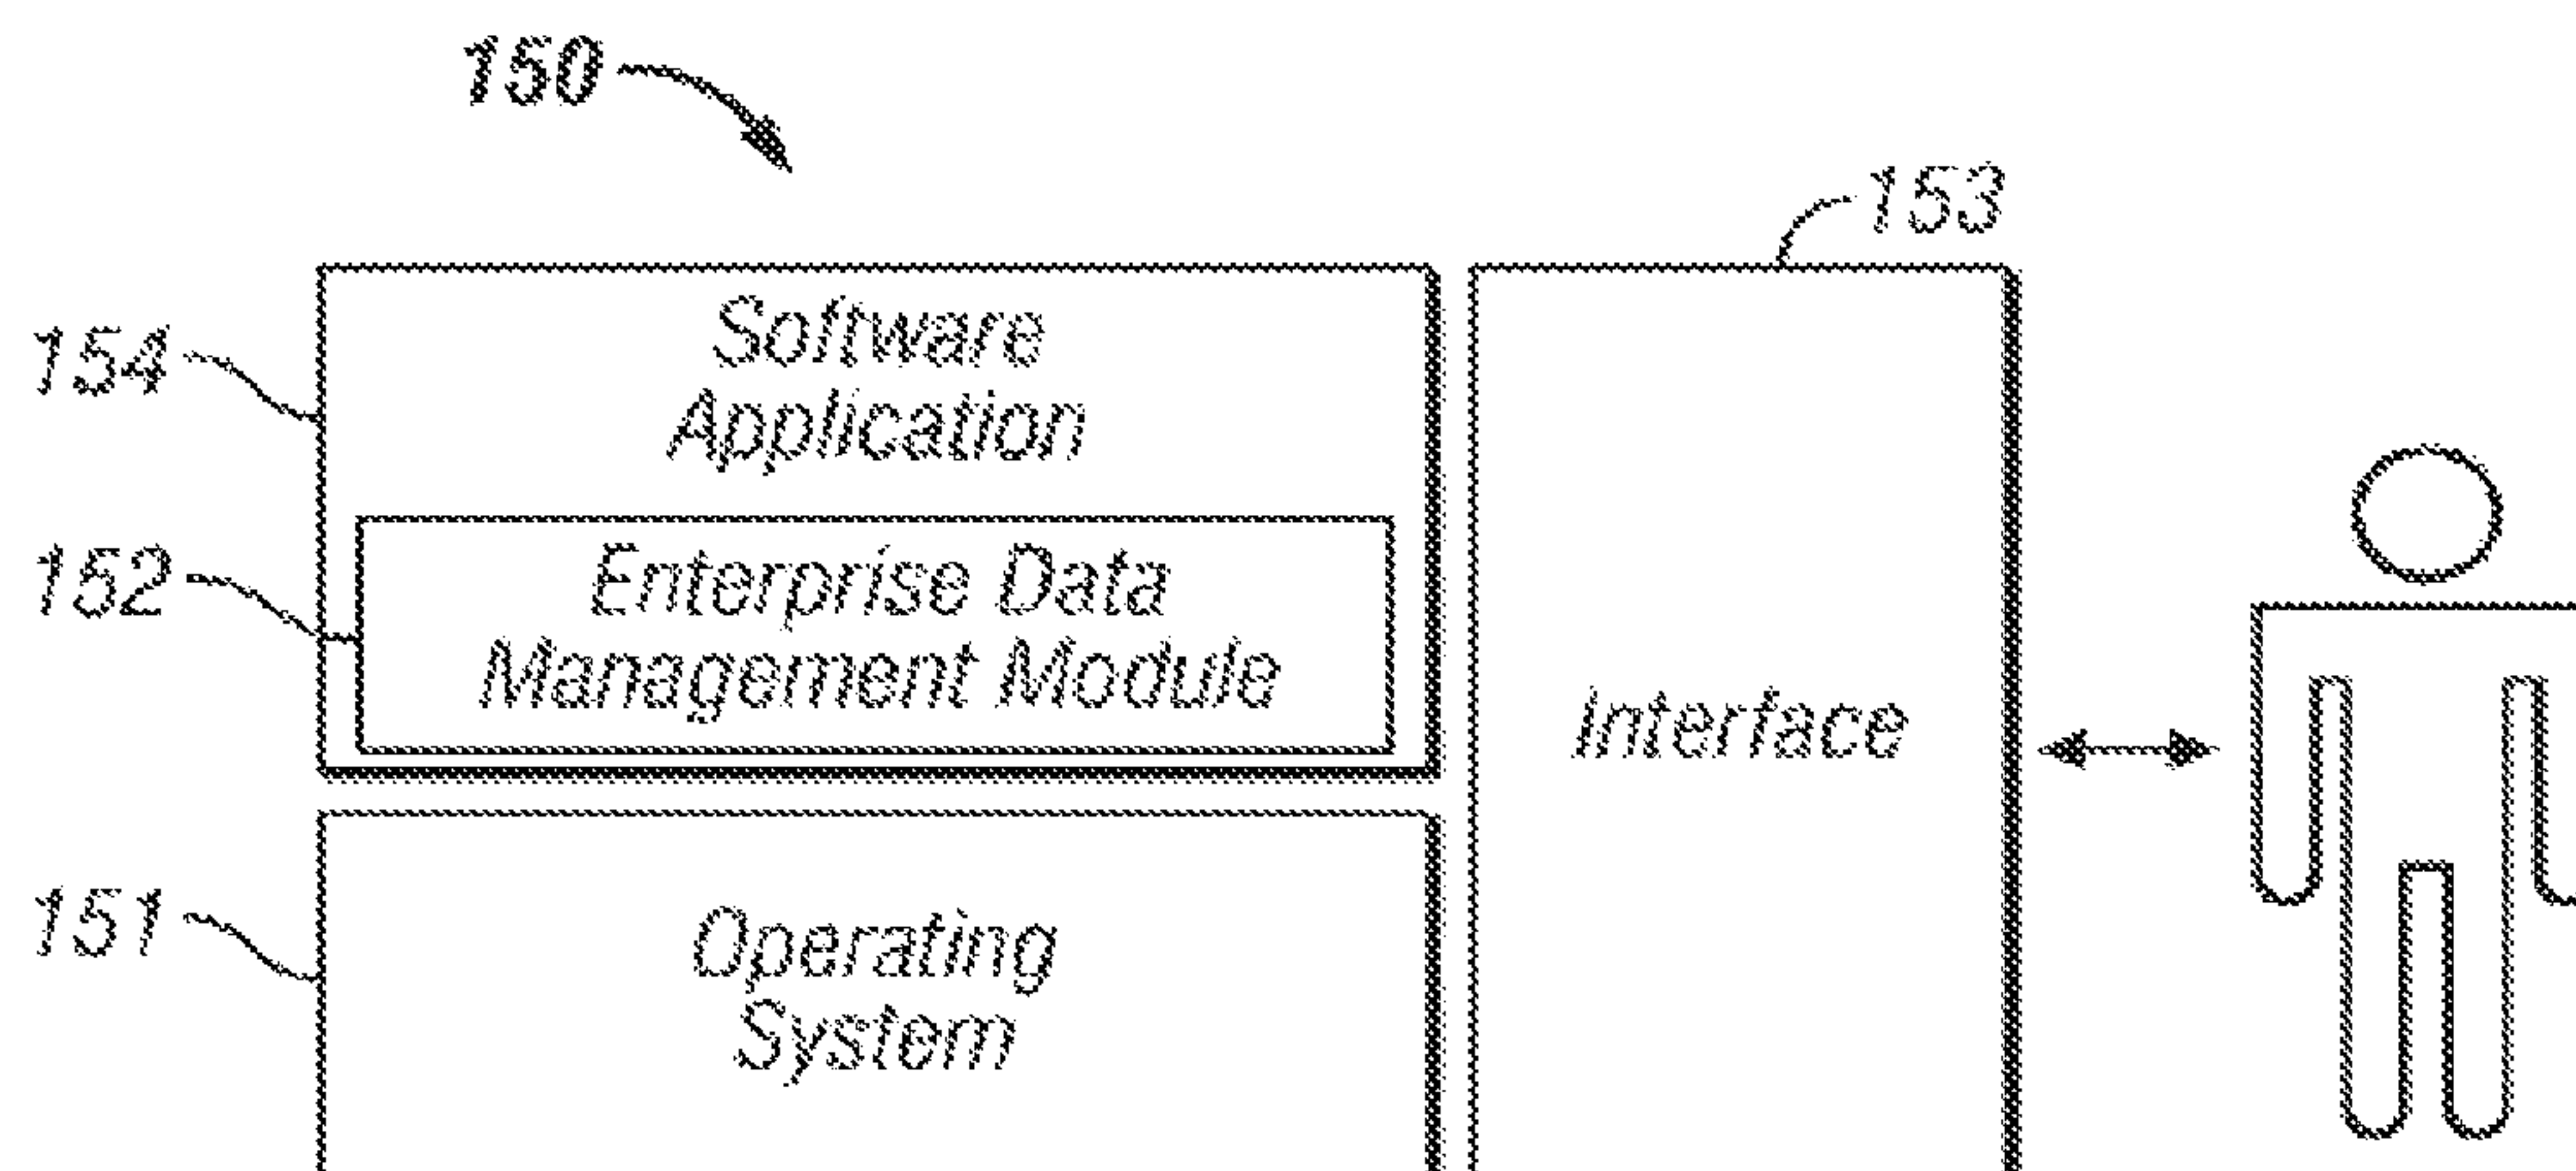 150
153
154
Software
Application
152
Enterprise Data
Management Module
Interface
151
Operating
System